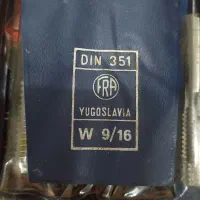 DIN 351
FRA
YUGOSLAVIA
W 9/16